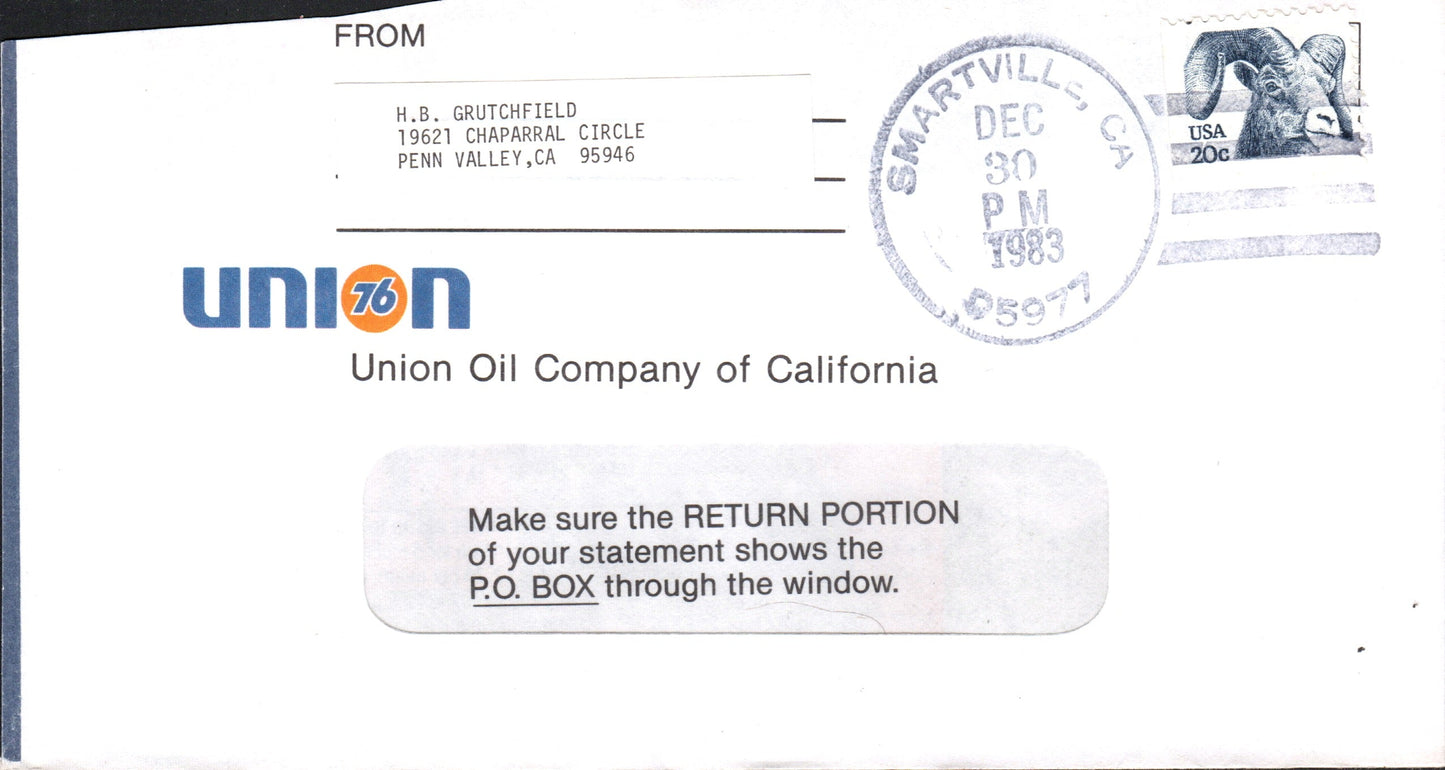 FROM
H.B. GRUTCHFIELD
19621 CHAPARRAL CIRCLE
PENN VALLEY,CA 95946
SMARTVILLE, CA
DEC
30
PM
1983
95977
USA
20c
UNION
76
Union Oil Company of California
Make sure the RETURN PORTION
of your statement shows the
P.O. BOX through the window.